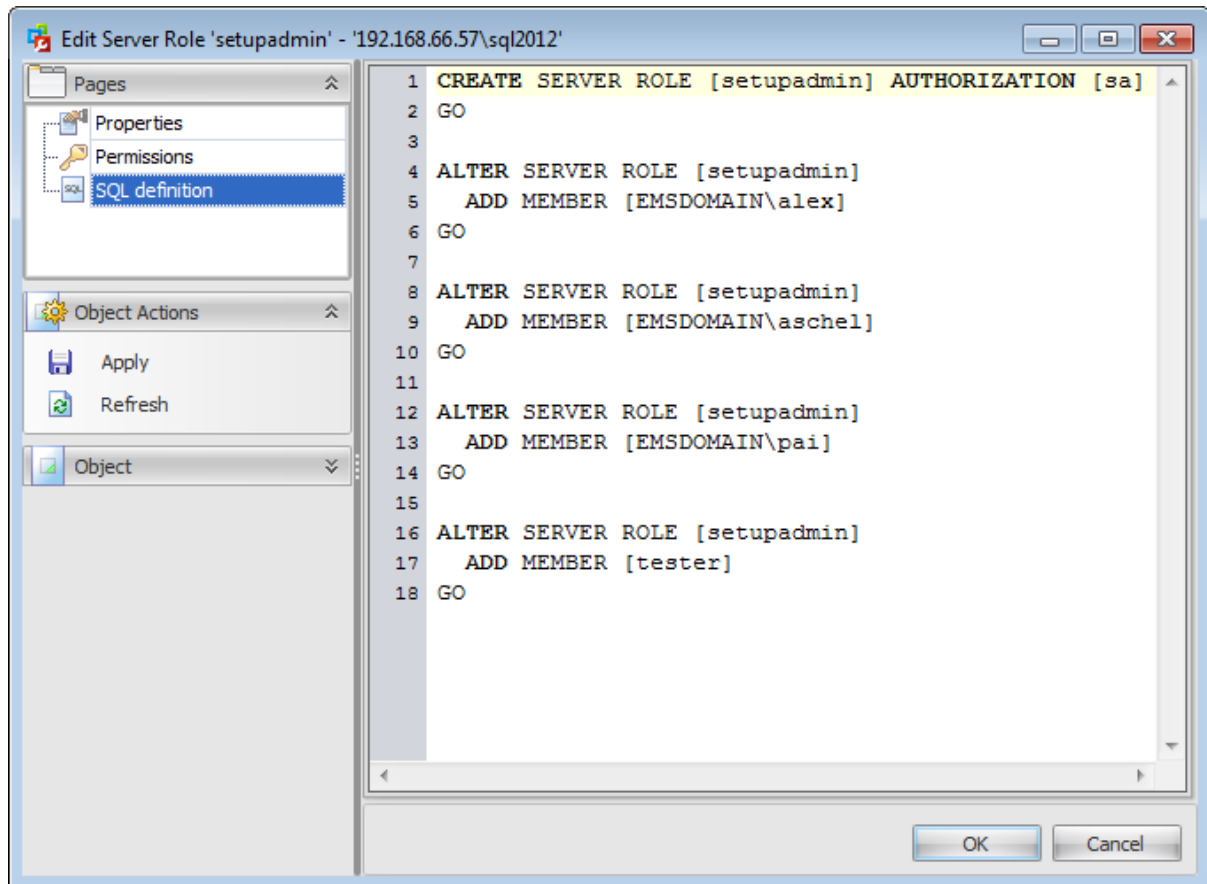 Edit Server Role 'setupadmin' - '192.168.66.57\sql2012'
Pages
Properties
Permissions
SQL definition
Object Actions
Apply
Refresh
Object
1 CREATE SERVER ROLE [setupadmin] AUTHORIZATION [sa]
2 GO
3
4 ALTER SERVER ROLE [setupadmin]
5 ADD MEMBER [EMSDOMAIN\alex]
6 GO
7
8 ALTER SERVER ROLE [setupadmin]
9 ADD MEMBER [EMSDOMAIN\aschel]
10 GO
11
12 ALTER SERVER ROLE [setupadmin]
13 ADD MEMBER [EMSDOMAIN\pai]
14 GO
15
16 ALTER SERVER ROLE [setupadmin]
17 ADD MEMBER [tester]
18 GO
OK Cancel